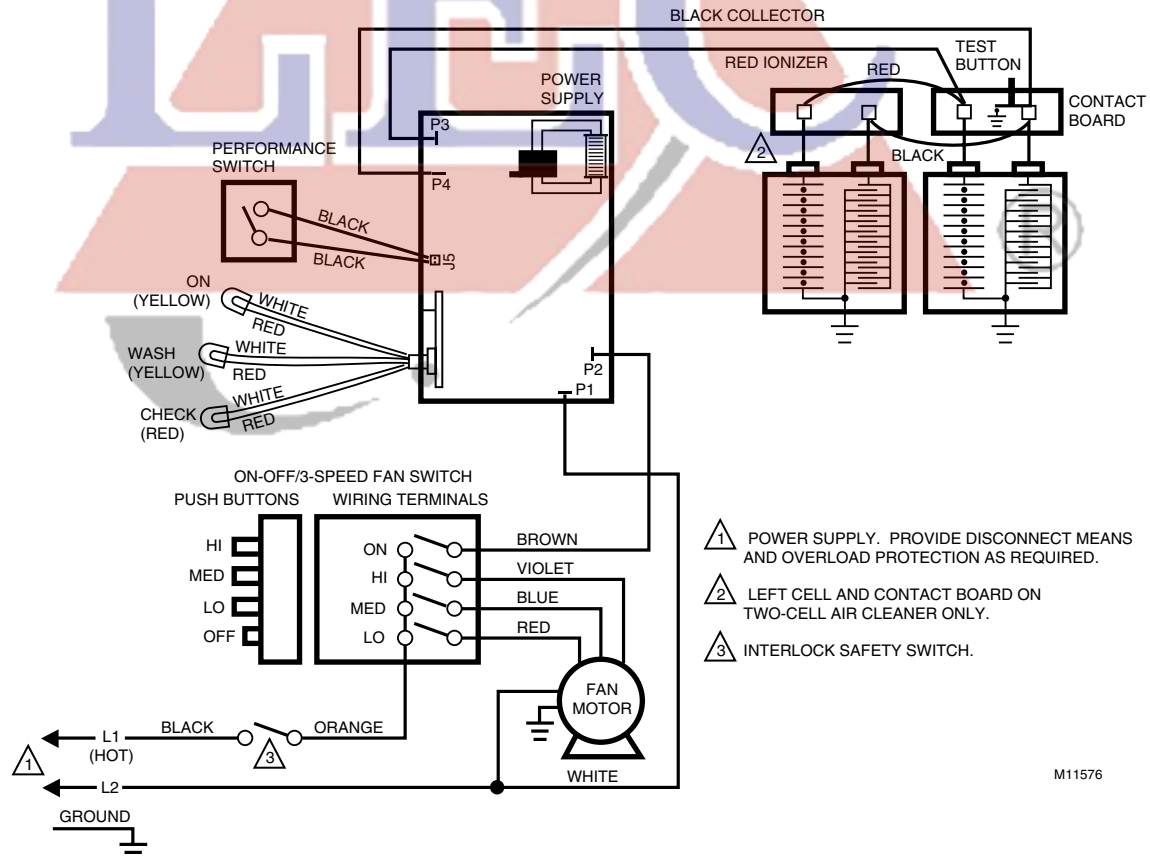 LEC
®
BLACK COLLECTOR
RED IONIZER
RED
TEST
BUTTON
CONTACT
BOARD
POWER
SUPPLY
P3
P4
PERFORMANCE
SWITCH
BLACK
BLACK
J5
2
BLACK
ON
(YELLOW)
WHITE
RED
WASH
(YELLOW)
WHITE
RED
CHECK
(RED)
WHITE
RED
P2
P1
ON-OFF/3-SPEED FAN SWITCH
PUSH BUTTONS
WIRING TERMINALS
HI
MED
LO
OFF
ON
HI
MED
LO
BROWN
VIOLET
BLUE
RED
FAN
MOTOR
1 POWER SUPPLY. PROVIDE DISCONNECT MEANS
AND OVERLOAD PROTECTION AS REQUIRED.
2 LEFT CELL AND CONTACT BOARD ON
TWO-CELL AIR CLEANER ONLY.
3 INTERLOCK SAFETY SWITCH.
1
L1
(HOT)
BLACK
3
ORANGE
L2
WHITE
GROUND
M11576